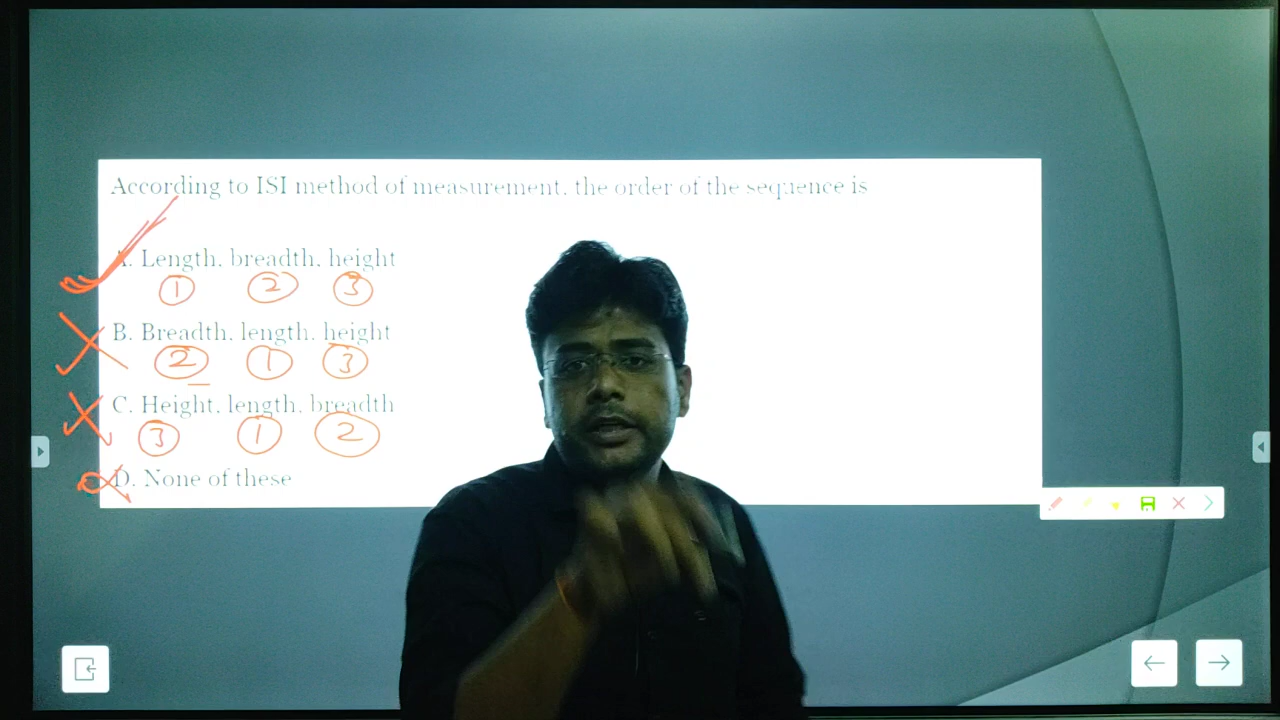 According to ISI method of measurement, the order of the sequence is
A. Length, breadth, height
1 2 3
B. Breadth, length, height
2 1 3
C. Height, length, breadth
3 1 2
D. None of these